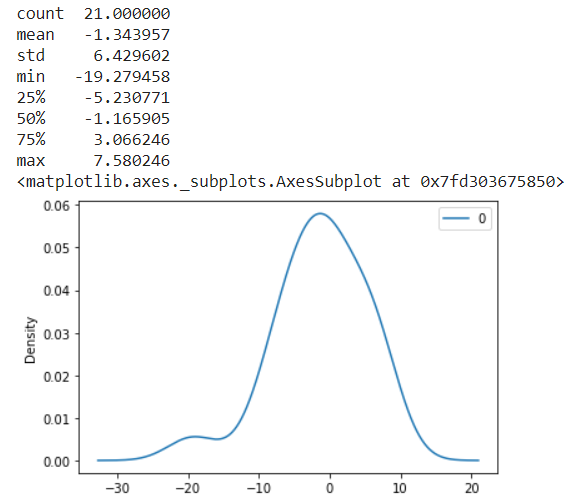 count 21.000000
mean -1.343957
std 6.429602
min -19.279458
25% -5.230771
50% -1.165905
75% 3.066246
max 7.580246
<matplotlib.axes._subplots.AxesSubplot at 0x7fd303675850>
0
0.06
0.05
0.04
0.03
0.02
0.01
0.00
Density
−30 −20 −10 0 10 20